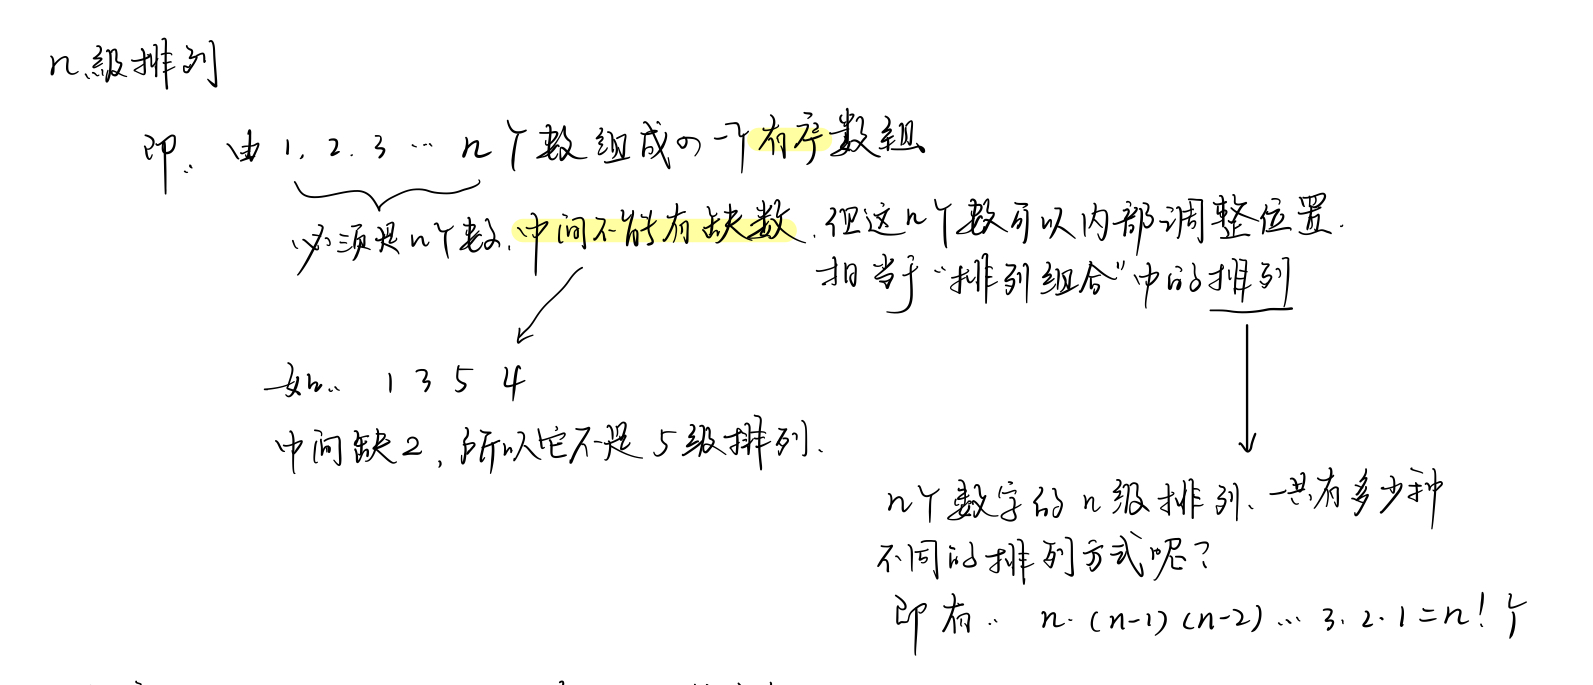 n级排列
即: 由 1, 2. 3 … n 个数组成の一个有序数组
必须是n个数, 中间不能有缺数, 但这n个数可以内部调整位置.
相当于“排列组合”中的排列
如: 1 3 5 4
中间缺2, 所以它不是5级排列.
n个数字的n级排列、一共有多少种
不同的排列方式呢?
即有: n·(n-1)(n-2)…3.2.1=n!个